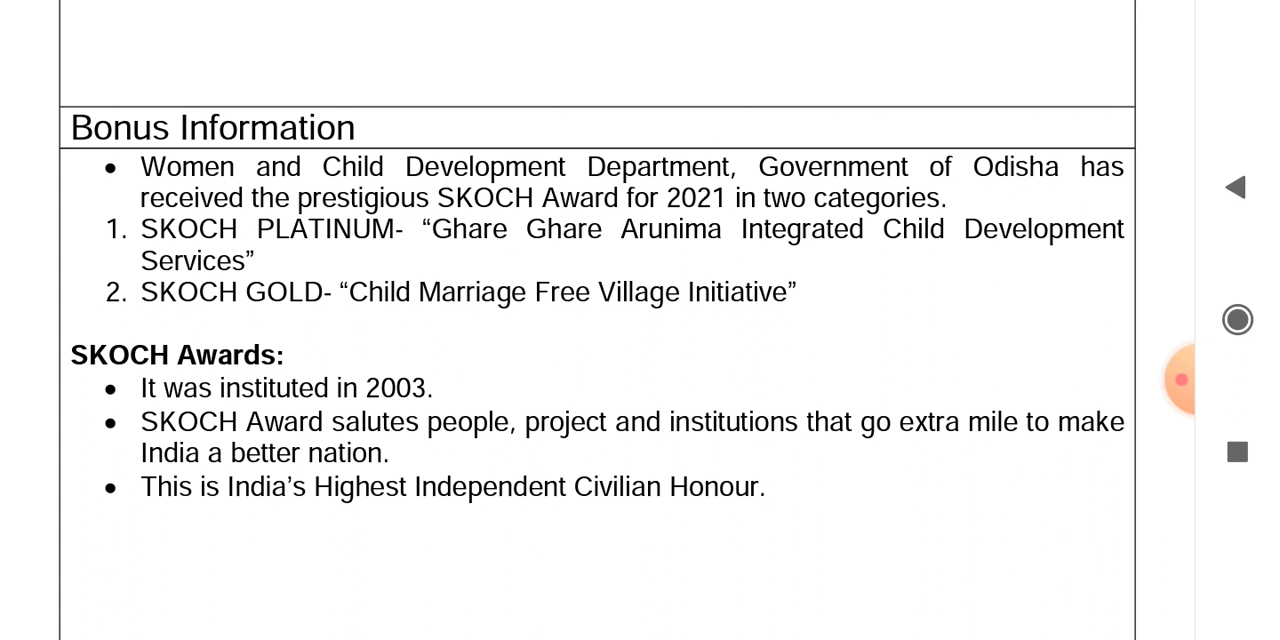 Bonus Information
• Women and Child Development Department, Government of Odisha has
received the prestigious SKOCH Award for 2021 in two categories.
1. SKOCH PLATINUM- “Ghare Ghare Arunima Integrated Child Development
Services”
2. SKOCH GOLD- “Child Marriage Free Village Initiative”
SKOCH Awards:
• It was instituted in 2003.
• SKOCH Award salutes people, project and institutions that go extra mile to make
India a better nation.
• This is India’s Highest Independent Civilian Honour.